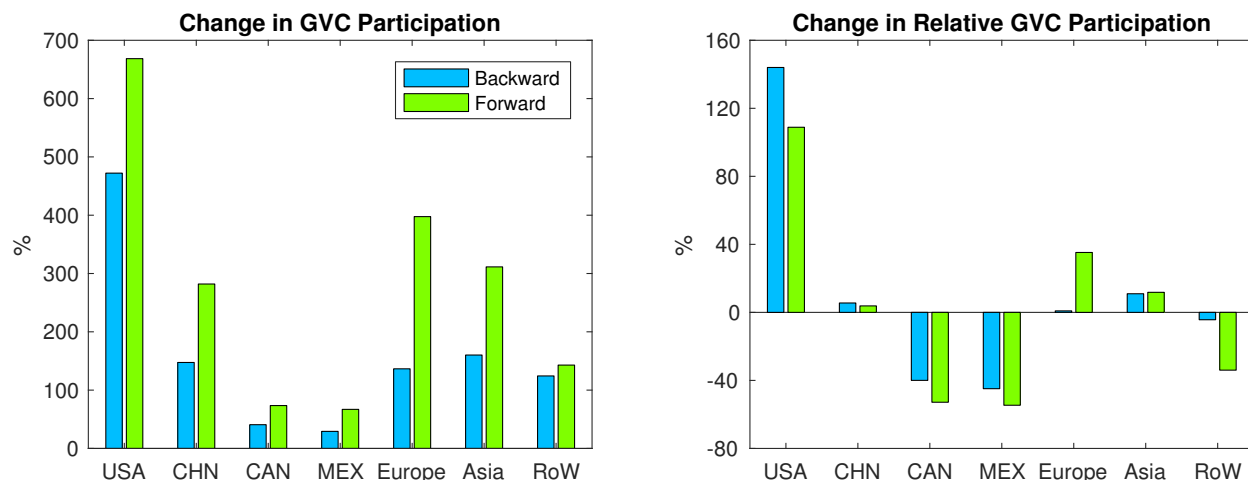 Change in GVC Participation
700
600
500
400
300
200
100
0
%
Backward
Forward
USA CHN CAN MEX Europe Asia RoW
Change in Relative GVC Participation
160
120
80
40
0
-40
-80
%
USA CHN CAN MEX Europe Asia RoW